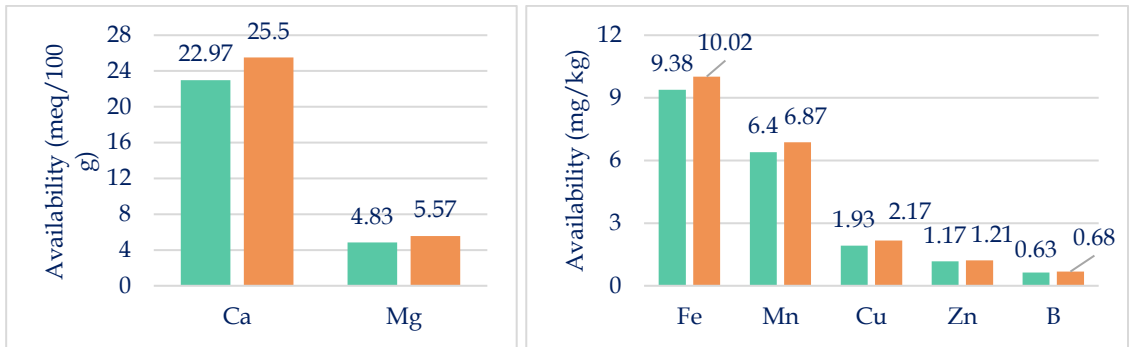 Availability (meq/100
g)
28
24
20
16
12
8
4
0
22.97
25.5
4.83
5.57
Ca
Mg
Availability (mg/kg)
12
9
6
3
0
9.38
10.02
6.4
6.87
1.93
2.17
1.17
1.21
0.63
0.68
Fe
Mn
Cu
Zn
B